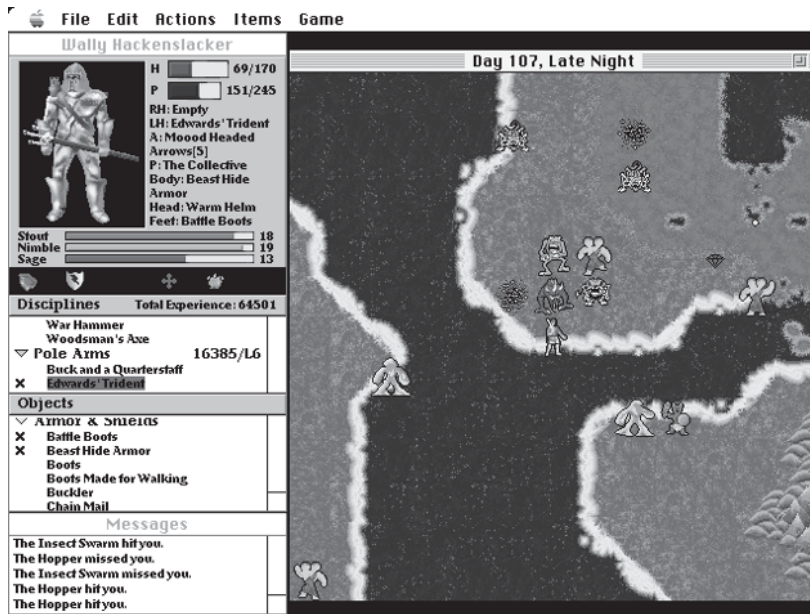 File Edit Actions Items Game
Wally Hackenslacker
Day 107, Late Night
H 69/170
P 151/245
RH: Empty
LH: Edwards' Trident
A: Moood Headed
Arrows[5]
P: The Collective
Body: Beast Hide
Armor
Head: Warm Helm
Feet: Battle Boots
Stout 18
Nimble 19
Sage 13
Disciplines Total Experience: 64501
War Hammer
Woodsman's Axe
Pole Arms 16385/L6
Buck and a Quarterstaff
Edwards' Trident
Objects
Armor & Shields
Battle Boots
Beast Hide Armor
Boots
Boots Made for Walking
Buckler
Chain Mail
Messages
The Insect Swarm hit you.
The Hopper missed you.
The Insect Swarm missed you.
The Hopper hit you.
The Hopper hit you.